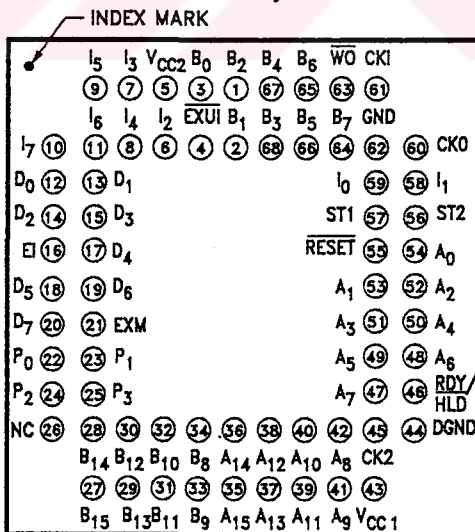 INDEX MARK
I5 I3 VCC2 B0 B2 B4 B6 W̅O̅ CKI
9 7 5 3 1 67 65 63 61
I6 I4 I2 E̅X̅U̅I̅ B1 B3 B5 B7 GND
I7 10 11 8 6 4 2 68 66 64 62 60 CKO
D0 12 13 D1 I0 59 58 I1
D2 14 15 D3 ST1 57 56 ST2
EI 16 17 D4 R̅E̅S̅E̅T̅ 55 54 A0
D5 18 19 D6 A1 53 52 A2
D7 20 21 EXM A3 51 50 A4
P0 22 23 P1 A5 49 48 A6
P2 24 25 P3 A7 47 46 RDY/
H̅L̅D̅
NC 26 28 30 32 34 36 38 40 42 45 44 DGND
B14 B12 B10 B8 A14 A12 A10 A8 CK2
27 29 31 33 35 37 39 41 43
B15 B13 B11 B9 A15 A13 A11 A9 VCC1